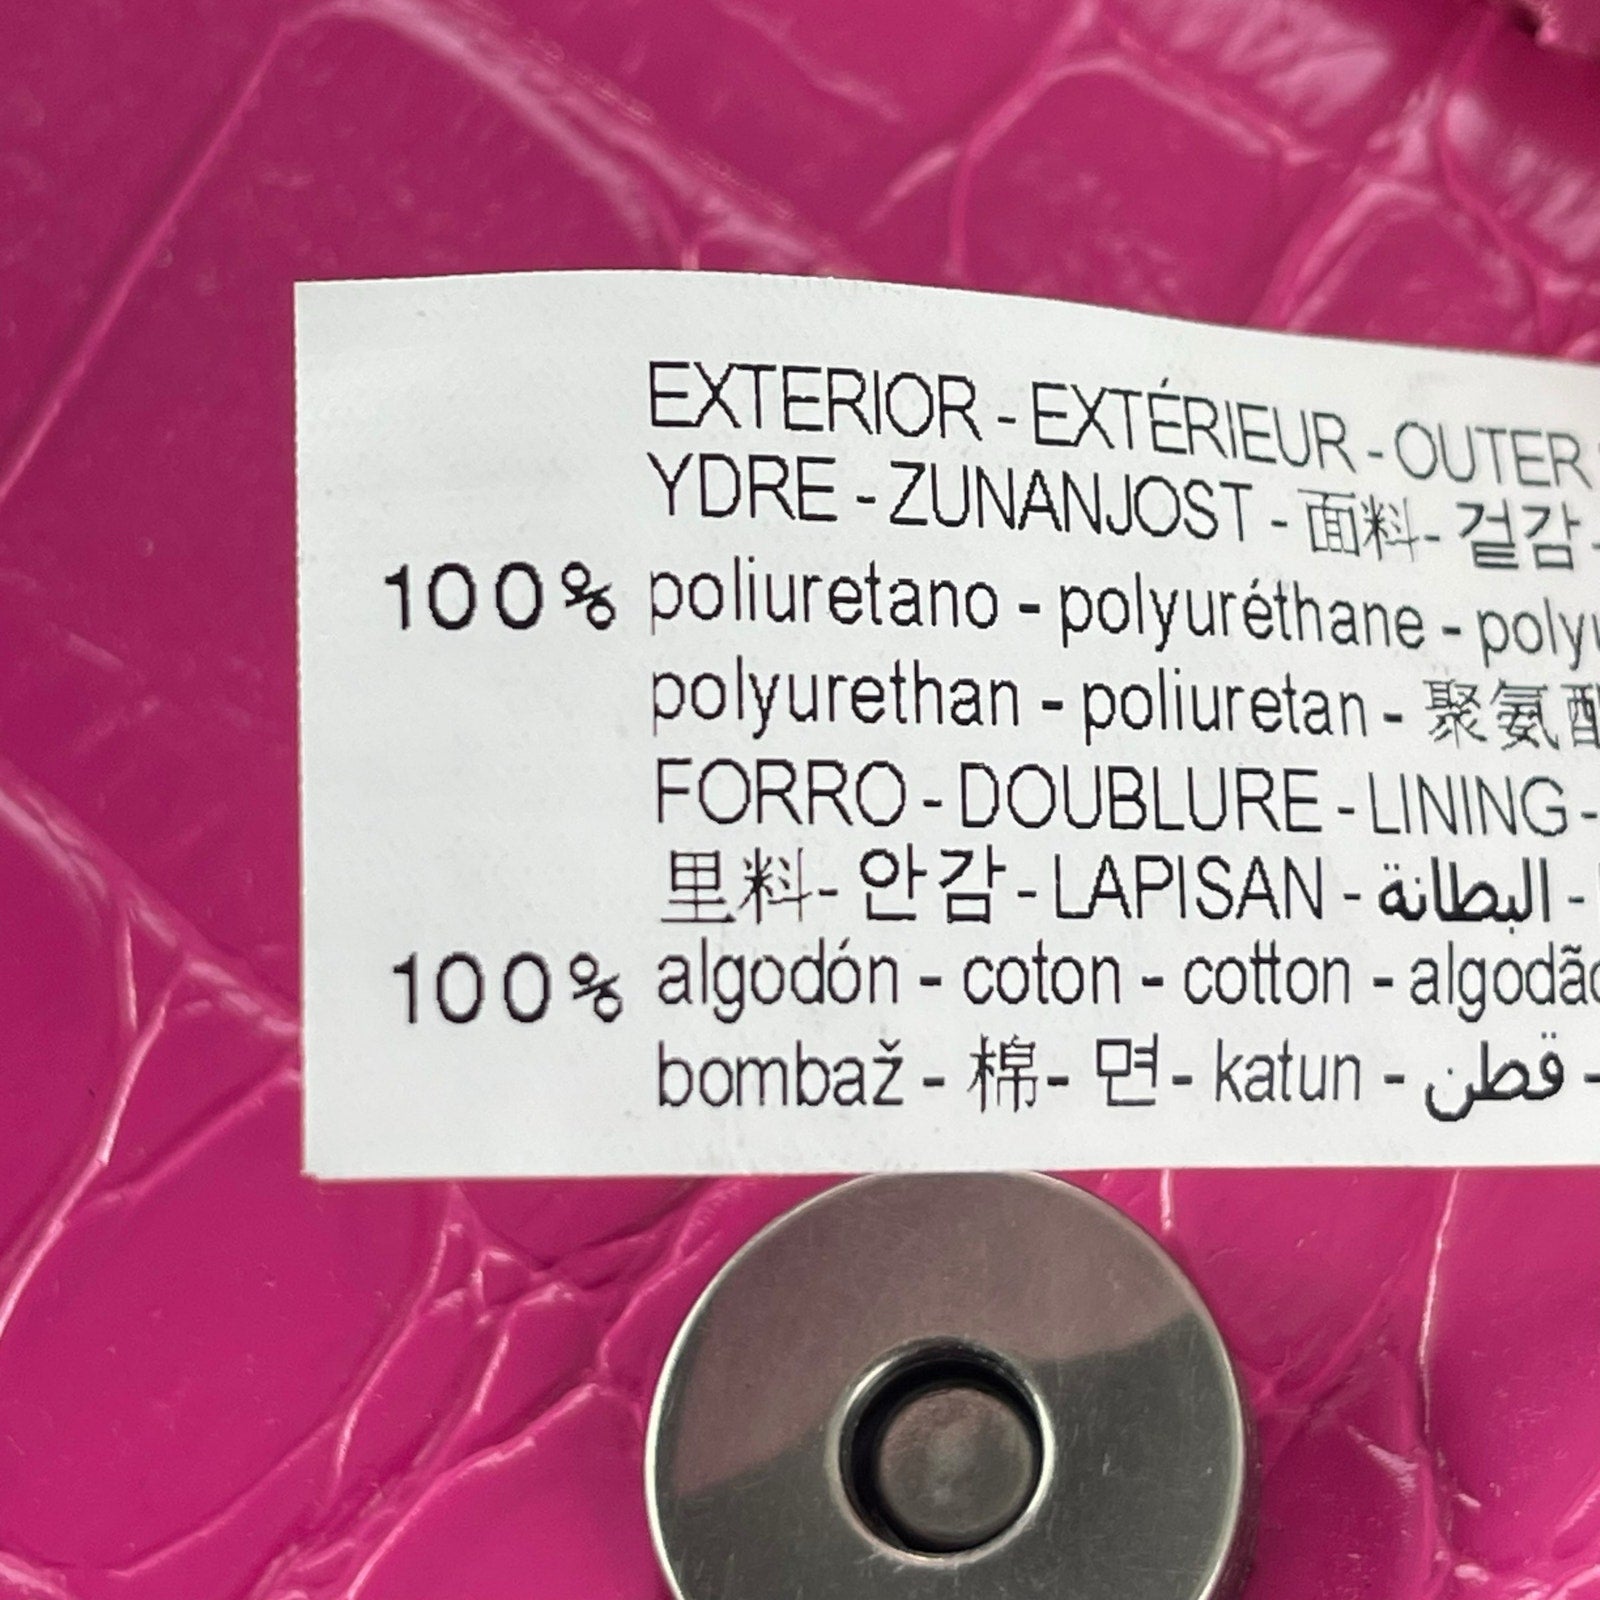 EXTERIOR - EXTÉRIEUR - OUTER
YDRE - ZUNANJOST - 面料- 겉감 -
100% poliuretano - polyuréthane -
polyurethan - poliuretan - 聚氨酯
FORRO - DOUBLURE - LINING -
里料- 안감 - LAPISAN - البطانة -
100% algodón - coton - cotton - algodão
bombaž - 棉- 면 - katun - قطن -